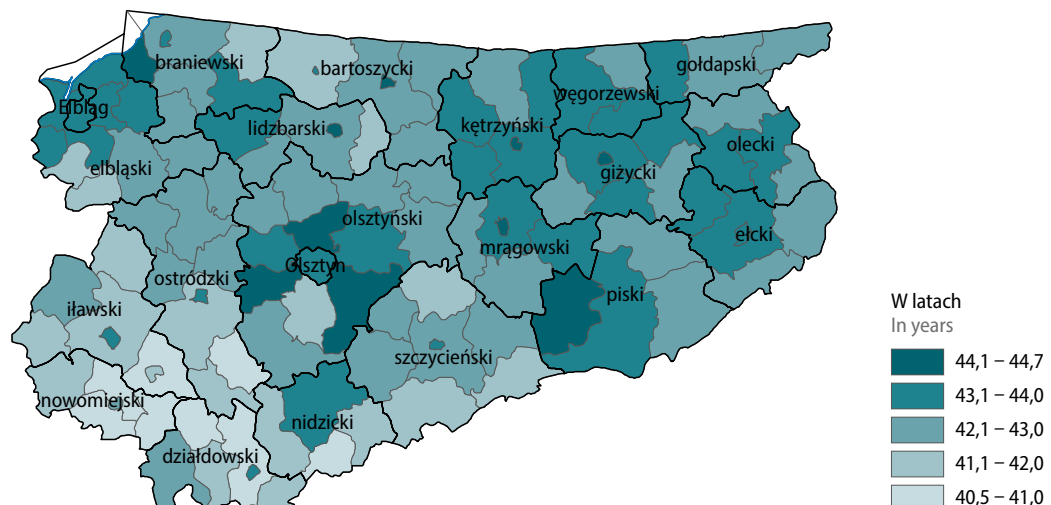 braniewski
bartoszycki
gołdapski
węgorzewski
Elbląg
lidzbarski
kętrzyński
olecki
elbląski
giżycki
olsztyński
ełcki
mrągowski
Olsztyn
ostródzki
piski
iławski
szczycieński
nowomiejski
nidzicki
działdowski
W latach
In years
44,1 – 44,7
43,1 – 44,0
42,1 – 43,0
41,1 – 42,0
40,5 – 41,0